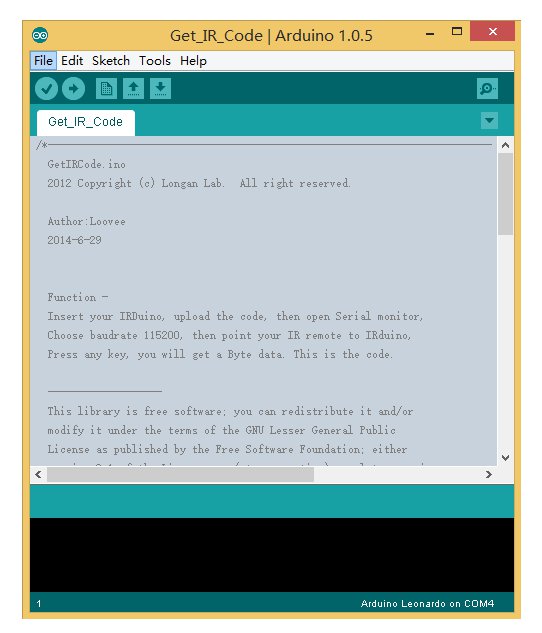 Get_IR_Code | Arduino 1.0.5
File Edit Sketch Tools Help
Get_IR_Code
/*
GetIRCode.ino
2012 Copyright (c) Longan Lab.  All right reserved.
Author:Loovee
2014-6-29
Function -
Insert your IRDuino, upload the code, then open Serial monitor,
Choose baudrate 115200, then point your IR remote to IRduino,
Press any key, you will get a Byte data. This is the code.
This library is free software; you can redistribute it and/or
modify it under the terms of the GNU Lesser General Public
License as published by the Free Software Foundation; either
1
Arduino Leonardo on COM4